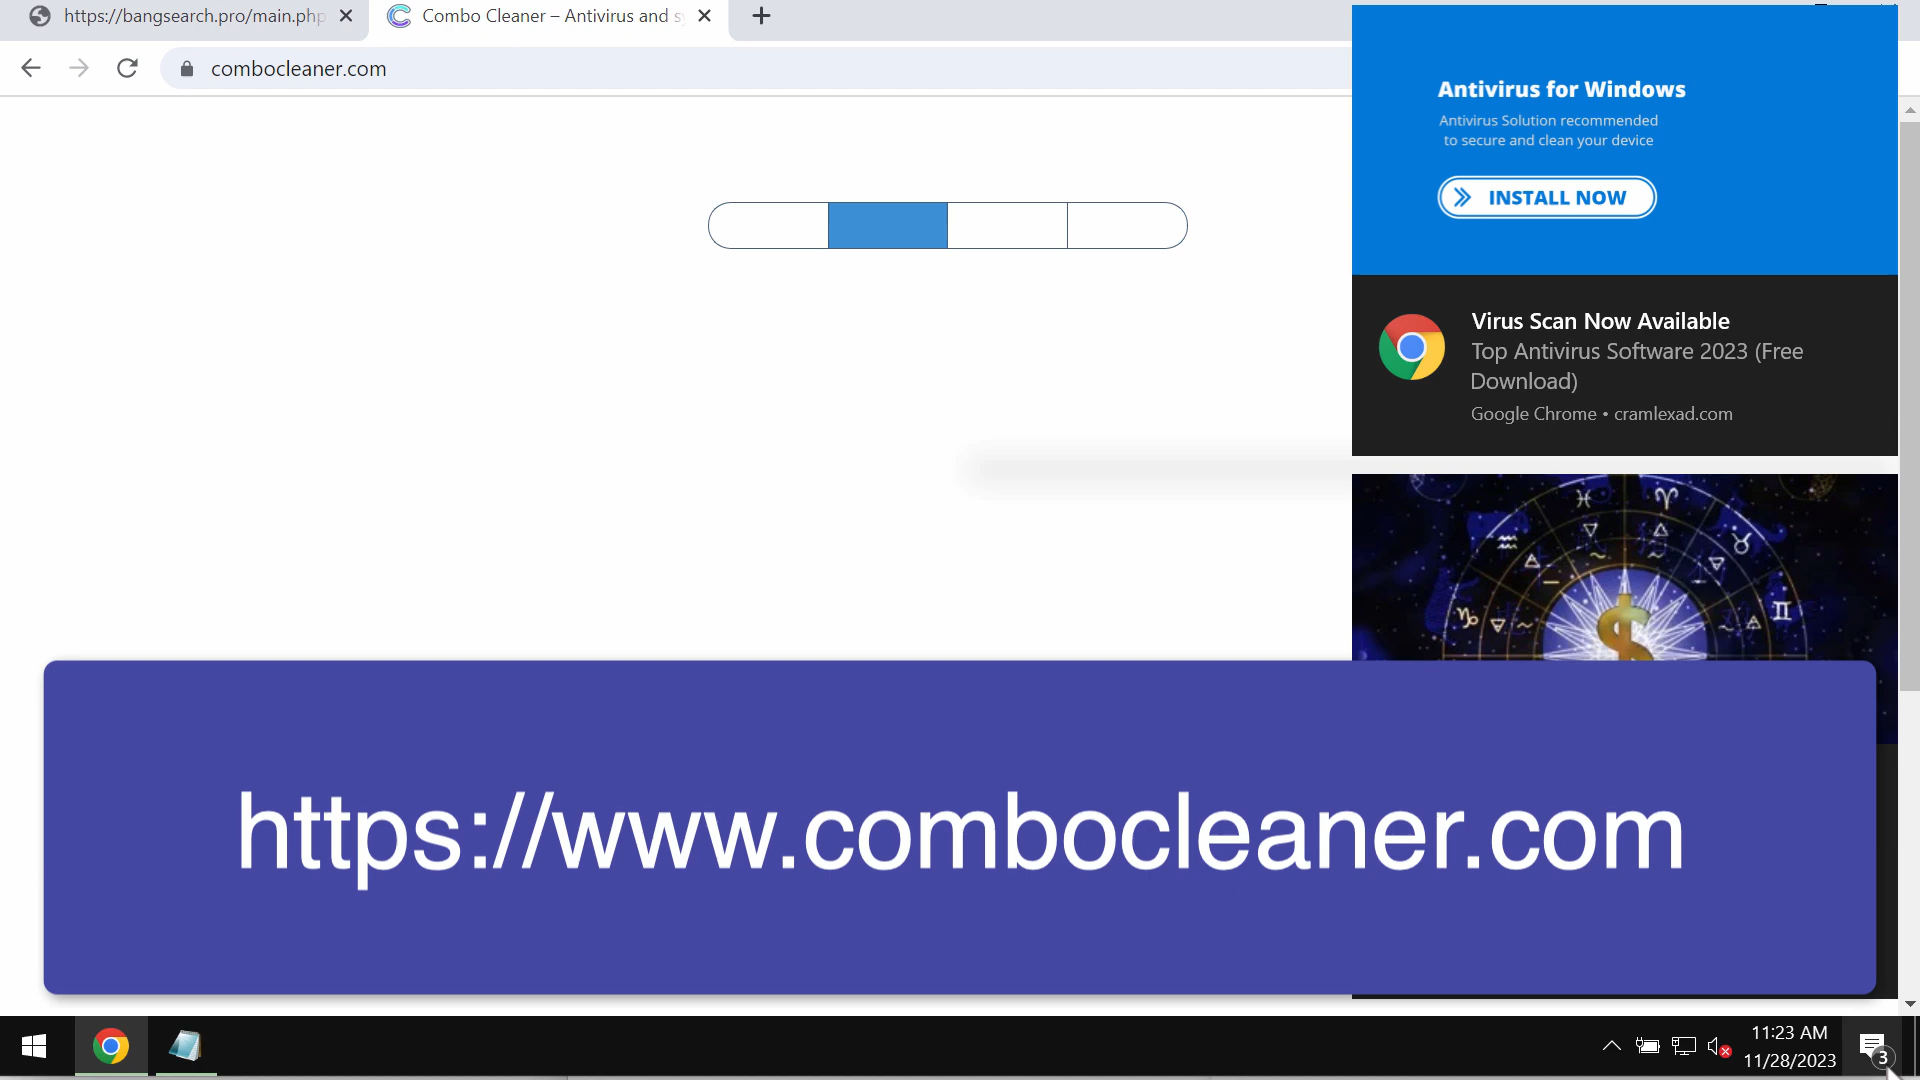 https://bangsearch.pro/main.php
Combo Cleaner – Antivirus and sy
combocleaner.com
Antivirus for Windows
Antivirus Solution recommended
to secure and clean your device
INSTALL NOW
Virus Scan Now Available
Top Antivirus Software 2023 (Free
Download)
Google Chrome • cramlexad.com
https://www.combocleaner.com
11:23 AM
11/28/2023
3